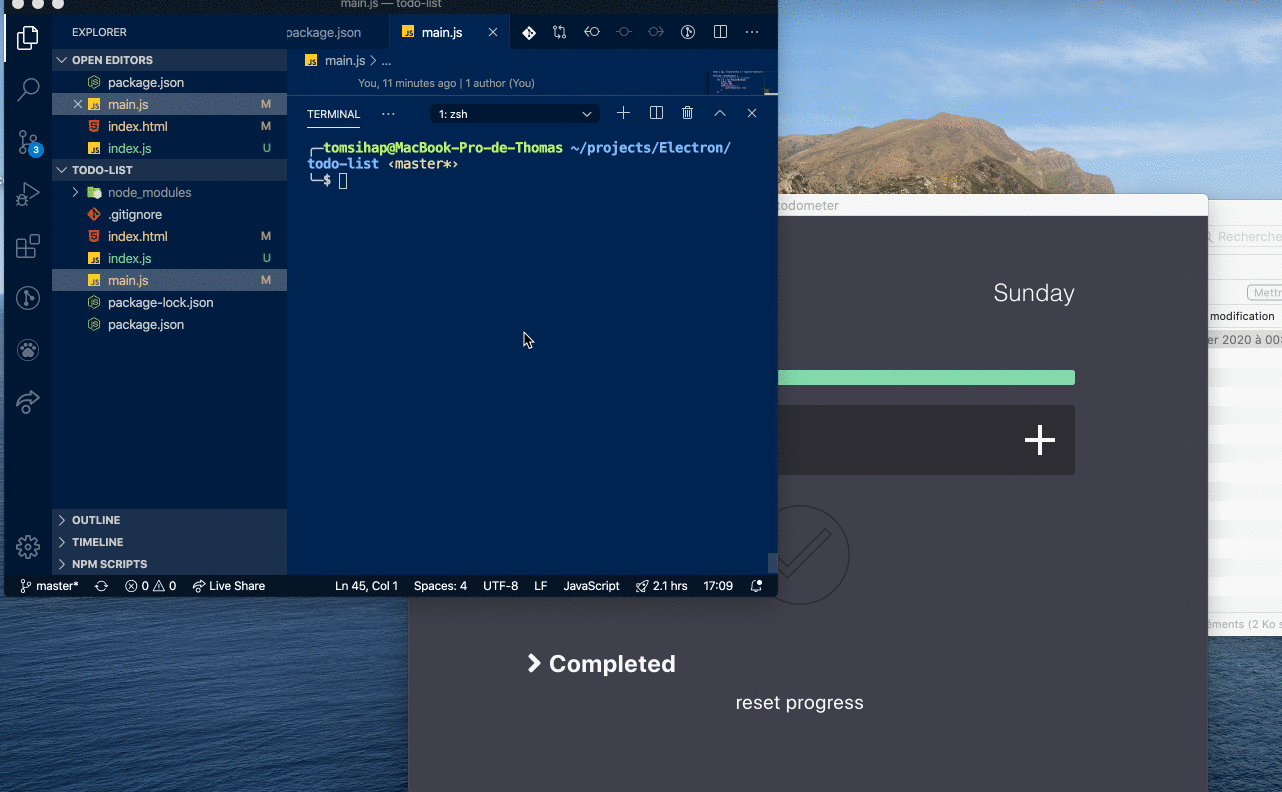 main.js — todo-list
EXPLORER
OPEN EDITORS
package.json
main.js M
index.html M
index.js U
3
TODO-LIST
node_modules
.gitignore
index.html M
index.js U
main.js M
package-lock.json
package.json
OUTLINE
TIMELINE
NPM SCRIPTS
package.json
JS main.js
JS main.js > ...
You, 11 minutes ago | 1 author (You)
TERMINAL ... 1: zsh
tomsihap@MacBook-Pro-de-Thomas ~/projects/Electron/
todo-list ‹master*›
$
master* 0 0 Live Share Ln 45, Col 1 Spaces: 4 UTF-8 LF JavaScript 2.1 hrs 17:09
todometer
Sunday
Completed
reset progress
Recherche
modification
2020 à
(2 Ko